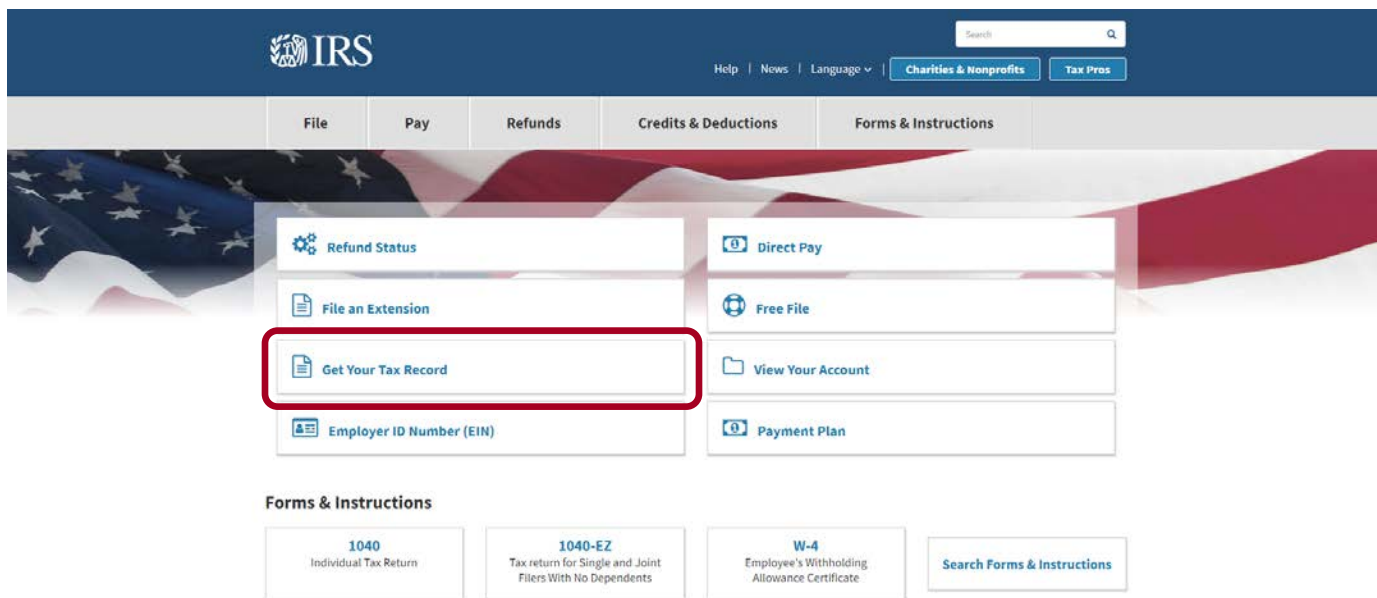 IRS
Search
Help | News | Language | Charities & Nonprofits Tax Pros
File Pay Refunds Credits & Deductions Forms & Instructions
Refund Status Direct Pay
File an Extension Free File
Get Your Tax Record View Your Account
Employer ID Number (EIN) Payment Plan
Forms & Instructions
1040 1040-EZ W-4
Individual Tax Return Tax return for Single and Joint Employee's Withholding Search Forms & Instructions
Filers With No Dependents Allowance Certificate